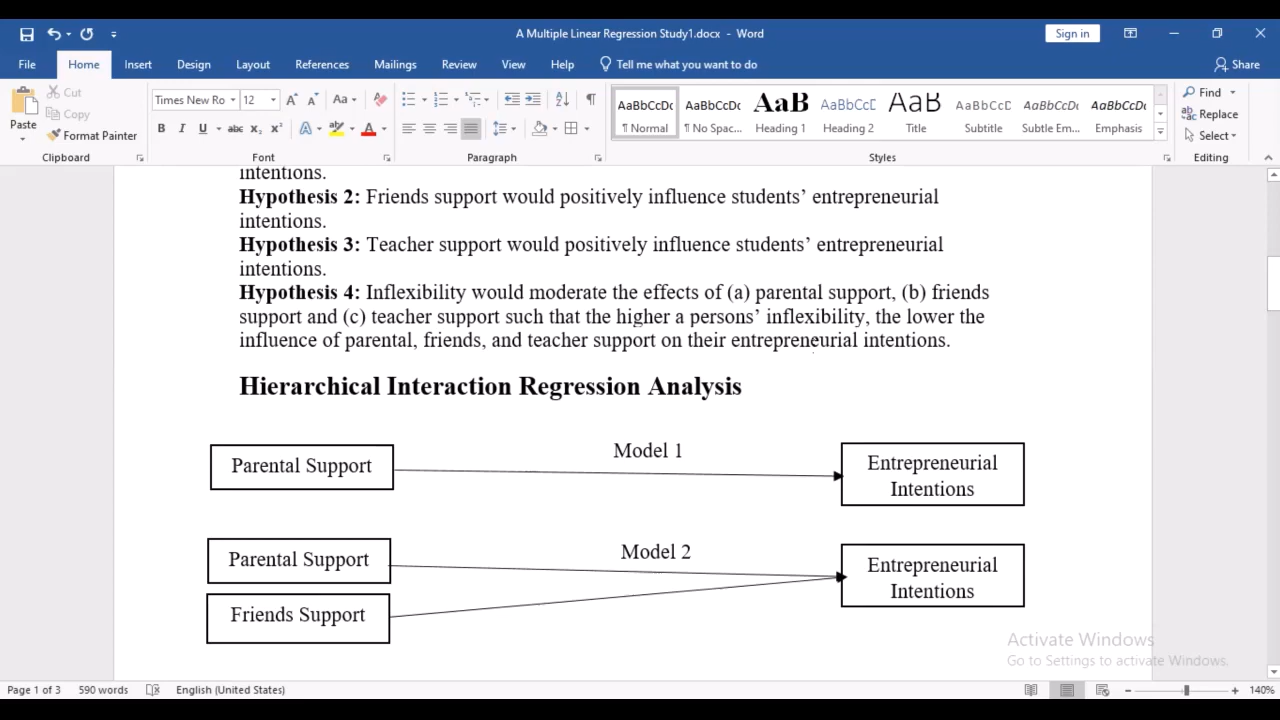 A Multiple Linear Regression Study1.docx - Word
Sign in
File Home Insert Design Layout References Mailings Review View Help Tell me what you want to do Share
Paste
Cut
Copy
Format Painter
Clipboard
Times New Ro 12
Font
Paragraph
AaBbCcDc AaBbCcDc AaB AaBbCcD AaB AaBbCcDc AaBbCcDc AaBbCcDc
¶ Normal ¶ No Spac... Heading 1 Heading 2 Title Subtitle Subtle Em... Emphasis
Styles
Find
Replace
Select
Editing
intentions.
Hypothesis 2: Friends support would positively influence students’ entrepreneurial
intentions.
Hypothesis 3: Teacher support would positively influence students’ entrepreneurial
intentions.
Hypothesis 4: Inflexibility would moderate the effects of (a) parental support, (b) friends
support and (c) teacher support such that the higher a persons’ inflexibility, the lower the
influence of parental, friends, and teacher support on their entrepreneurial intentions.
Hierarchical Interaction Regression Analysis
Parental Support
Model 1
Entrepreneurial
Intentions
Parental Support
Friends Support
Model 2
Entrepreneurial
Intentions
Activate Windows
Go to Settings to activate Windows.
Page 1 of 3 590 words English (United States) 140%